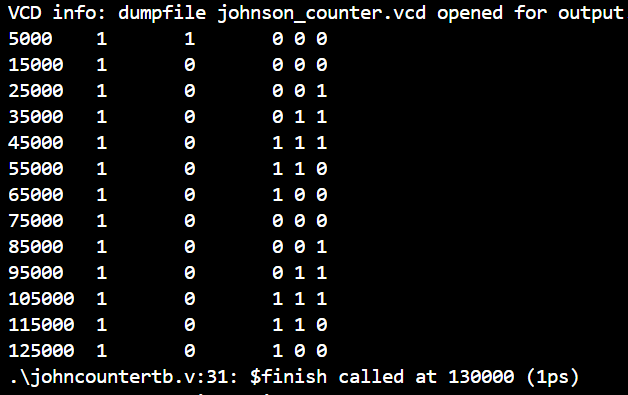 VCD info: dumpfile johnson_counter.vcd opened for output
5000 1 1 0 0 0
15000 1 0 0 0 0
25000 1 0 0 0 1
35000 1 0 0 1 1
45000 1 0 1 1 1
55000 1 0 1 1 0
65000 1 0 1 0 0
75000 1 0 0 0 0
85000 1 0 0 0 1
95000 1 0 0 1 1
105000 1 0 1 1 1
115000 1 0 1 1 0
125000 1 0 1 0 0
.\johncountertb.v:31: $finish called at 130000 (1ps)